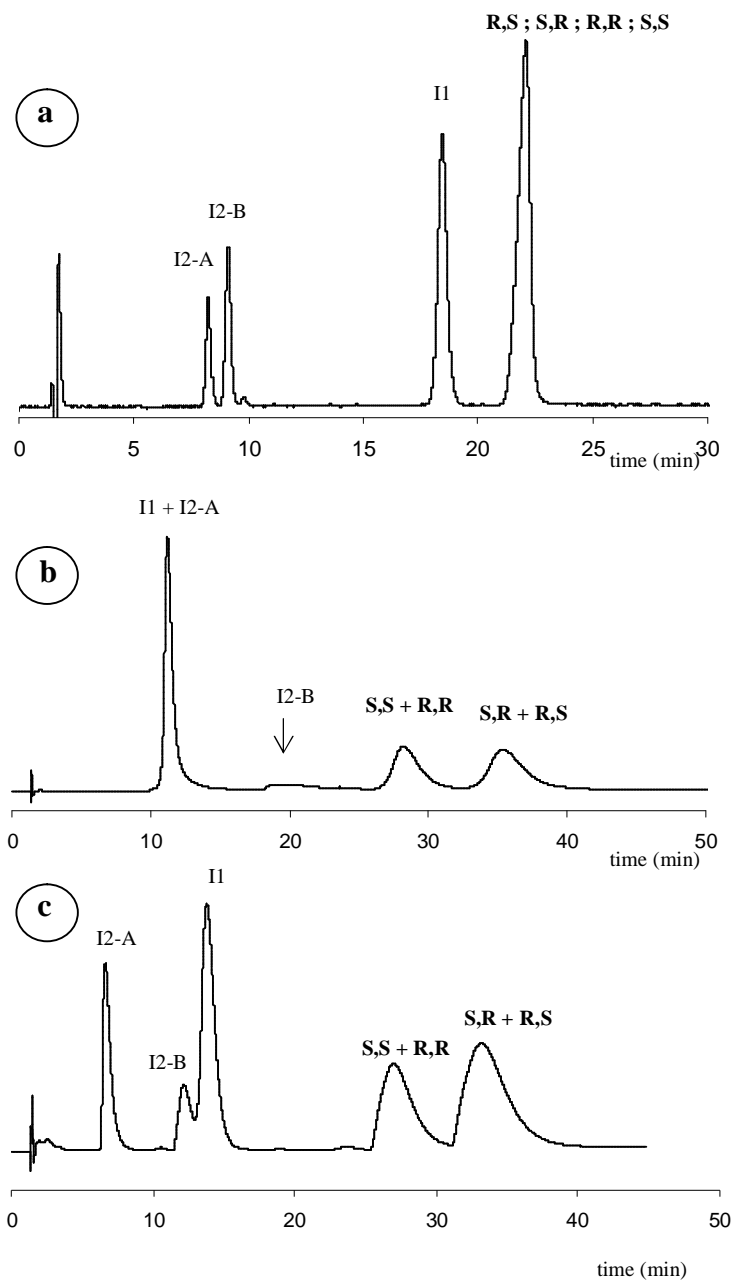 R,S ; S,R ; R,R ; S,S
a
I1
I2-B
I2-A
0 5 10 15 20 25 30
time (min)
I1 + I2-A
b
I2-B
S,S + R,R
S,R + R,S
0 10 20 30 40 50
time (min)
I1
c
I2-A
S,R + R,S
S,S + R,R
I2-B
0 10 20 30 40 50
time (min)